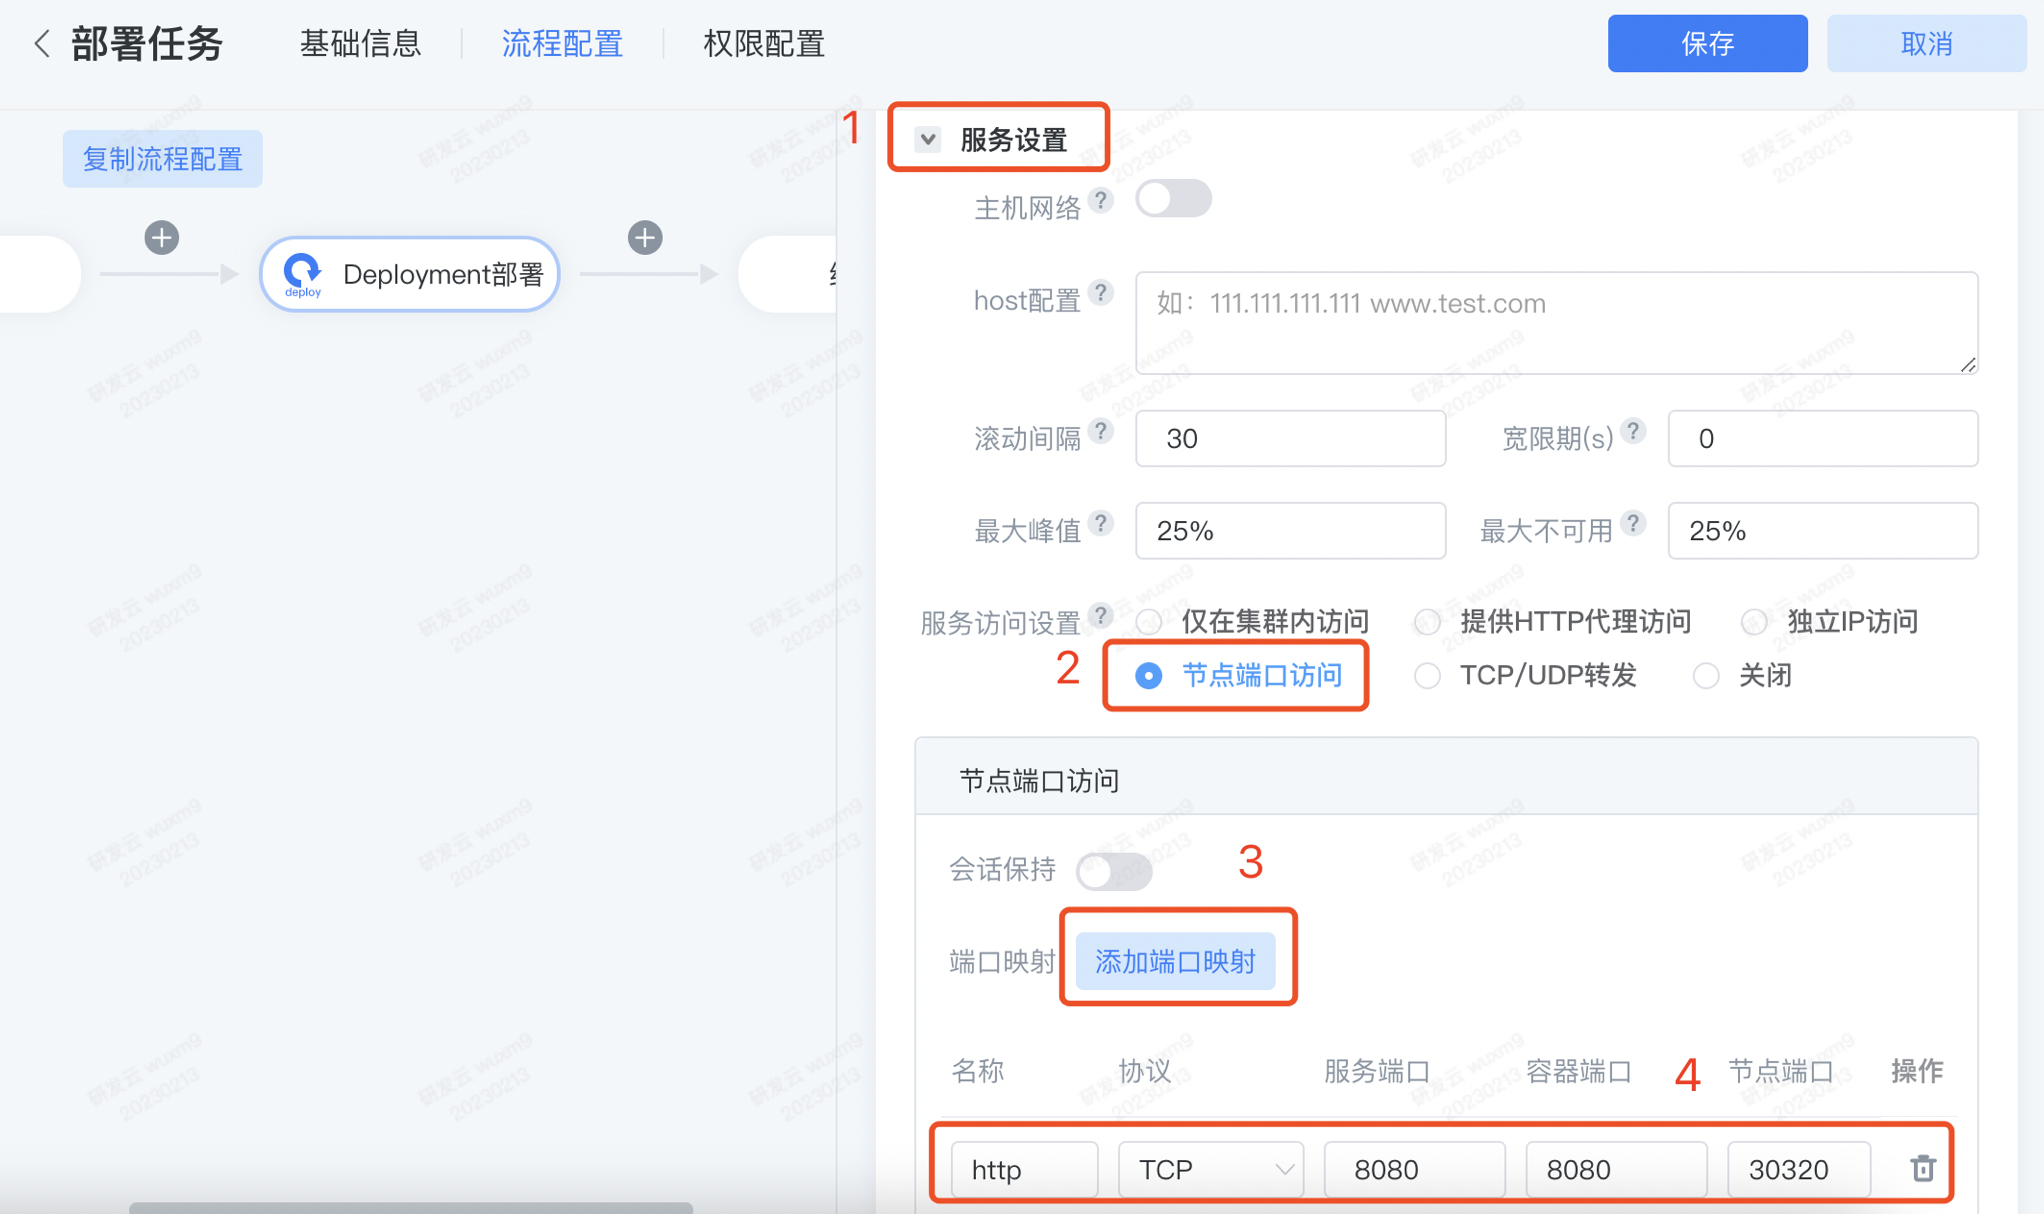 部署任务 基础信息 流程配置 权限配置 保存 取消
复制流程配置
deploy Deployment部署
1 服务设置
主机网络 ?
host配置 ? 如：111.111.111.111 www.test.com
滚动间隔 ? 30 宽限期(s) ? 0
最大峰值 ? 25% 最大不可用 ? 25%
服务访问设置 ? 仅在集群内访问 提供HTTP代理访问 独立IP访问
2 节点端口访问 TCP/UDP转发 关闭
节点端口访问
会话保持 3
端口映射 添加端口映射
名称 协议 服务端口 容器端口 4 节点端口 操作
http TCP 8080 8080 30320
研发云 wuxm9
20230213